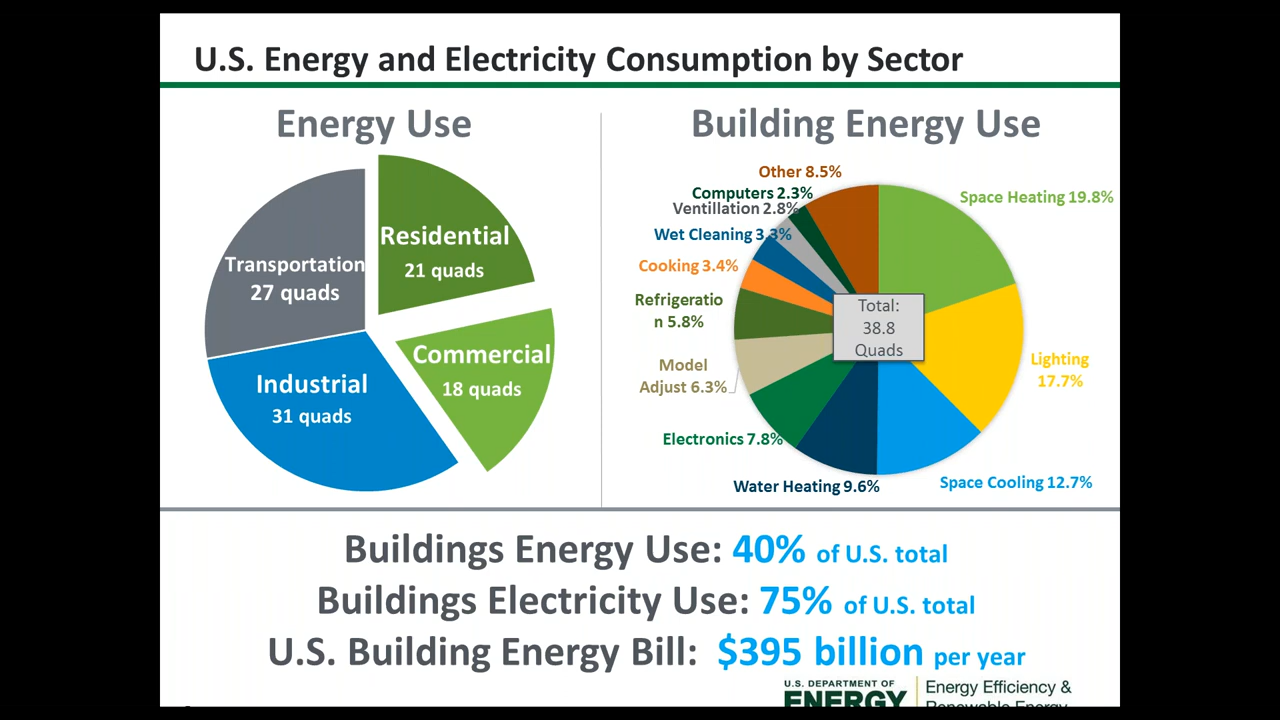 U.S. Energy and Electricity Consumption by Sector
Energy Use
Residential
21 quads
Transportation
27 quads
Commercial
18 quads
Industrial
31 quads
Building Energy Use
Other 8.5%
Computers 2.3%
Ventillation 2.8%
Wet Cleaning 3.3%
Cooking 3.4%
Refrigeratio
n 5.8%
Model
Adjust 6.3%
Electronics 7.8%
Water Heating 9.6%
Space Cooling 12.7%
Lighting
17.7%
Space Heating 19.8%
Total:
38.8
Quads
Buildings Energy Use: 40% of U.S. total
Buildings Electricity Use: 75% of U.S. total
U.S. Building Energy Bill: $395 billion per year
U.S. DEPARTMENT OF
ENERGY
Energy Efficiency &
Renewable Energy